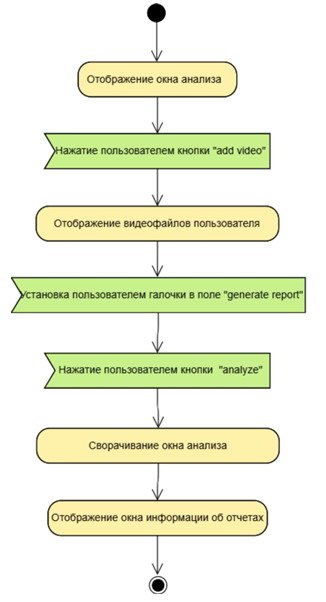 Отображение окна анализа
Нажатие пользователем кнопки "add video"
Отображение видеофайлов пользователя
Установка пользователем галочки в поле "generate report"
Нажатие пользователем кнопки "analyze"
Сворачивание окна анализа
Отображение окна информации об отчетах